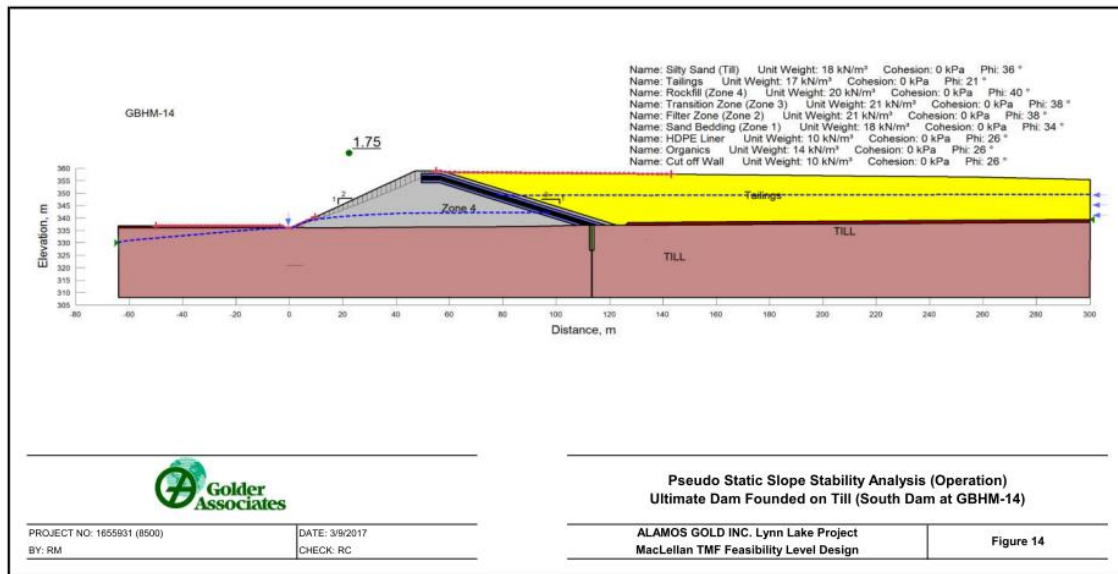 Name: Silty Sand (Till) Unit Weight: 18 kN/m³ Cohesion: 0 kPa Phi: 36 °
Name: Tailings Unit Weight: 17 kN/m³ Cohesion: 0 kPa Phi: 21 °
Name: Rockfill (Zone 4) Unit Weight: 20 kN/m³ Cohesion: 0 kPa Phi: 40 °
Name: Transition Zone (Zone 3) Unit Weight: 21 kN/m³ Cohesion: 0 kPa Phi: 38 °
Name: Filter Zone (Zone 2) Unit Weight: 21 kN/m³ Cohesion: 0 kPa Phi: 38 °
Name: Sand Bedding (Zone 1) Unit Weight: 18 kN/m³ Cohesion: 0 kPa Phi: 34 °
Name: HDPE Liner Unit Weight: 10 kN/m³ Cohesion: 0 kPa Phi: 26 °
Name: Organics Unit Weight: 14 kN/m³ Cohesion: 0 kPa Phi: 26 °
Name: Cut off Wall Unit Weight: 10 kN/m³ Cohesion: 0 kPa Phi: 26 °
GBHM-14
1.75
Elevation, m
360
355
350
345
340
335
330
325
320
315
310
305
2
1
Zone 4
1
Tailings
TILL
TILL
-80 -60 -40 -20 0 20 40 60 80 100 120 140 160 180 200 220 240 260 280 300
Distance, m
Golder
Associates
PROJECT NO: 1655931 (8500)
DATE: 3/9/2017
BY: RM
CHECK: RC
Pseudo Static Slope Stability Analysis (Operation)
Ultimate Dam Founded on Till (South Dam at GBHM-14)
ALAMOS GOLD INC. Lynn Lake Project
MacLellan TMF Feasibility Level Design
Figure 14